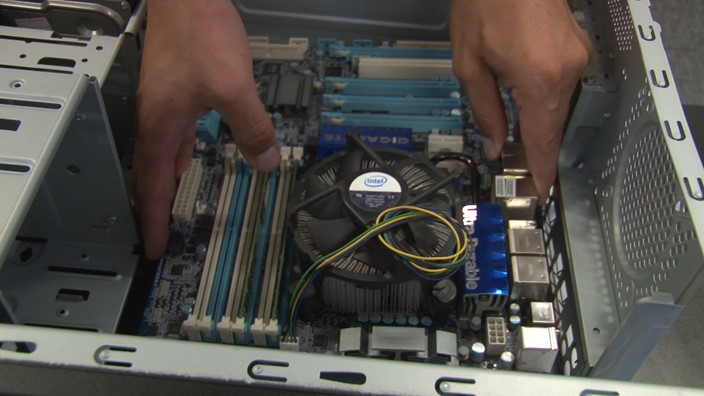 GIGABYTE
intel
Ultra Durable